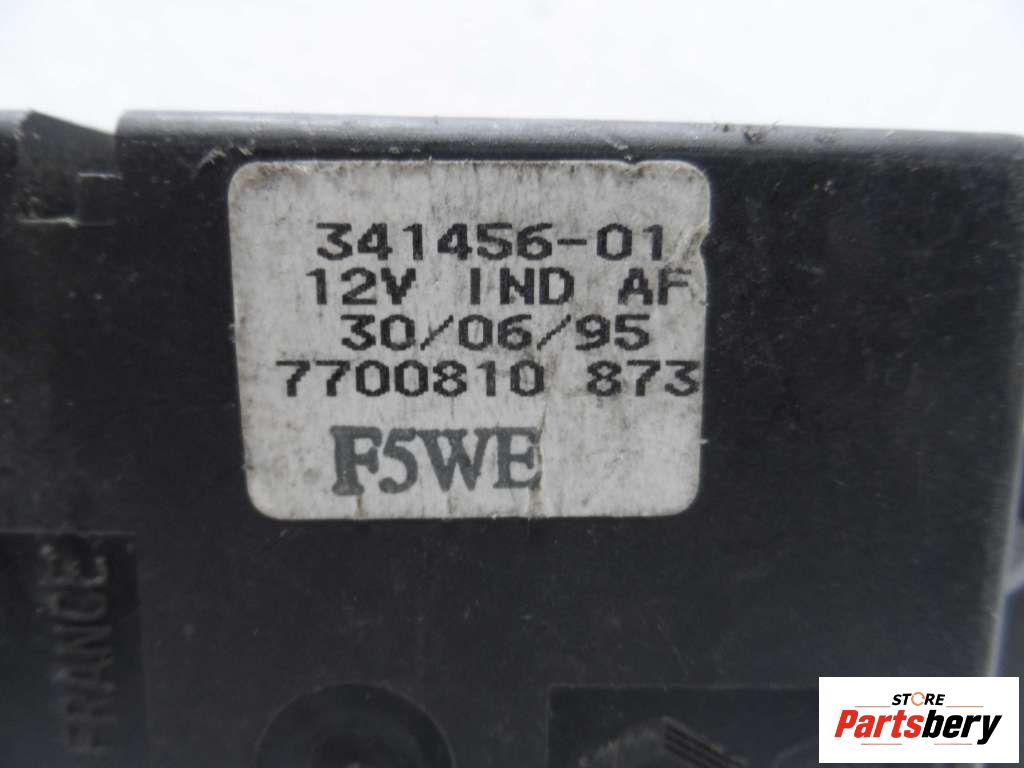 341456-01
12V IND AF
30/06/95
7700810 873
F5WE
FRANCE
STORE
Partsbery